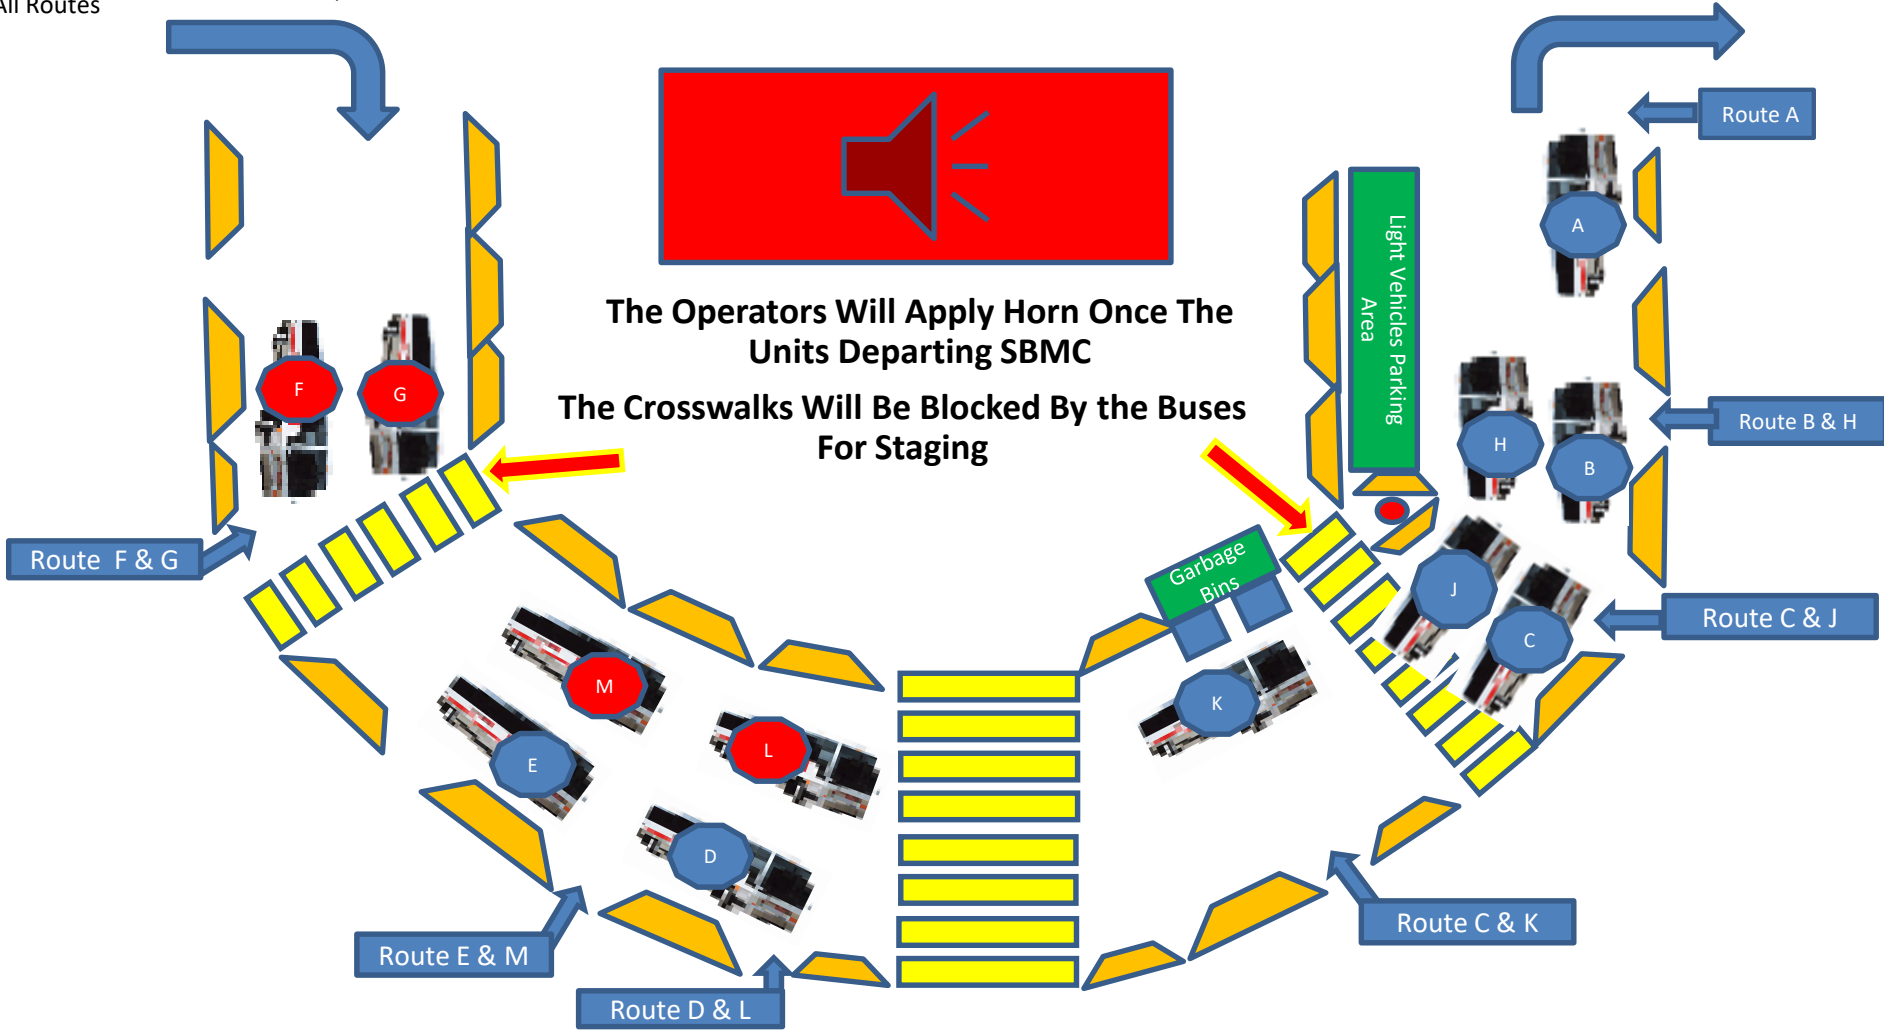 All Routes
Route A
A
Light Vehicles Parking
Area
The Operators Will Apply Horn Once The
Units Departing SBMC
The Crosswalks Will Be Blocked By the Buses
For Staging
F
G
H
B
Route B & H
Route F & G
Garbage
Bins
J
C
Route C & J
M
E
L
K
D
Route C & K
Route E & M
Route D & L